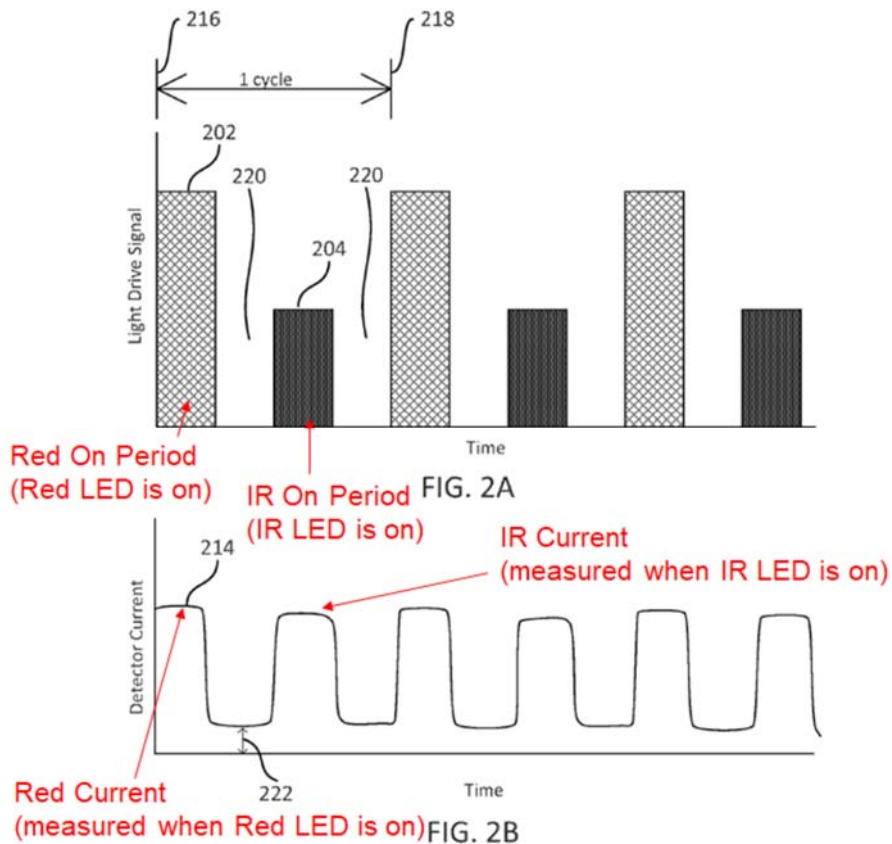 216
218
1 cycle
202
220
220
204
Light Drive Signal
Time
Red On Period
(Red LED is on)
IR On Period
(IR LED is on)
FIG. 2A
214
IR Current
(measured when IR LED is on)
Detector Current
222
Time
Red Current
(measured when Red LED is on)
FIG. 2B